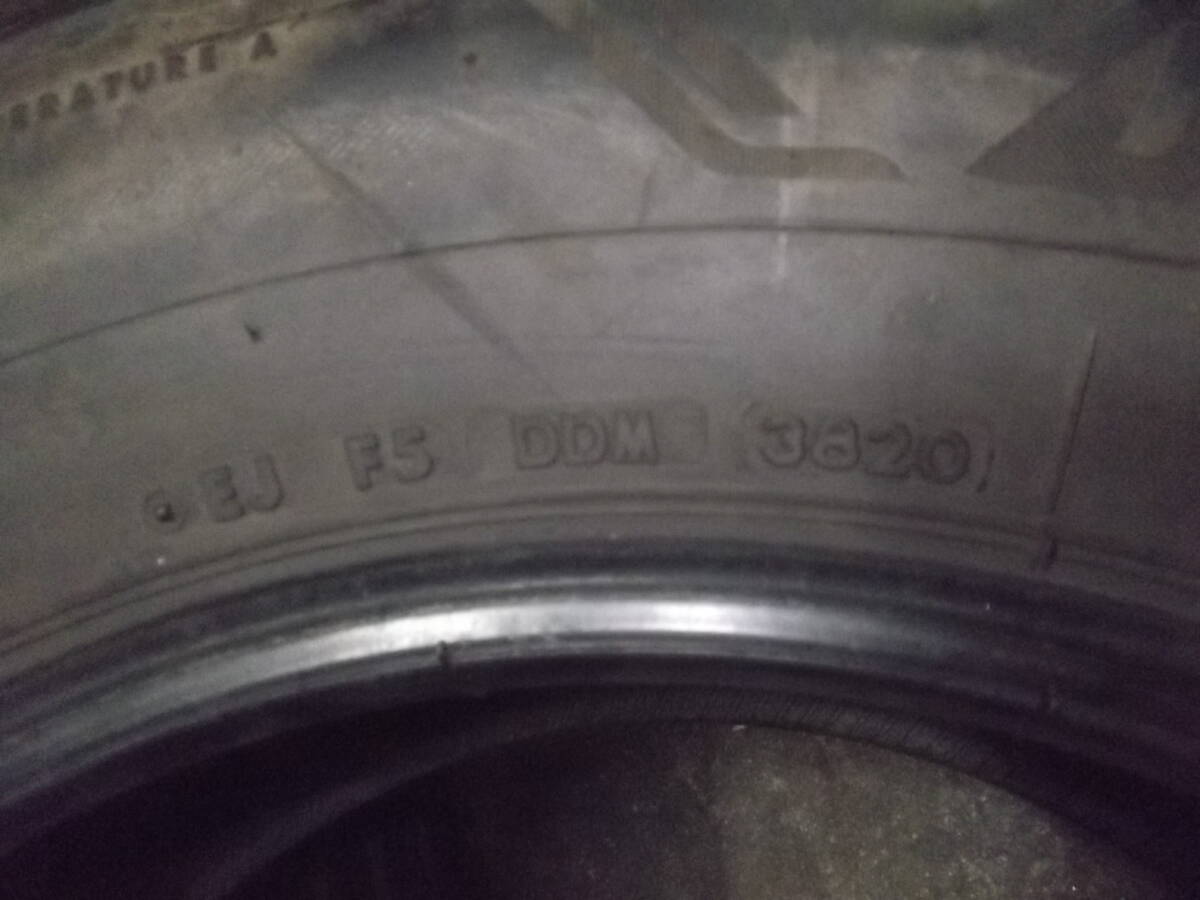 ERATURE A
EJ F5 DDM 3820